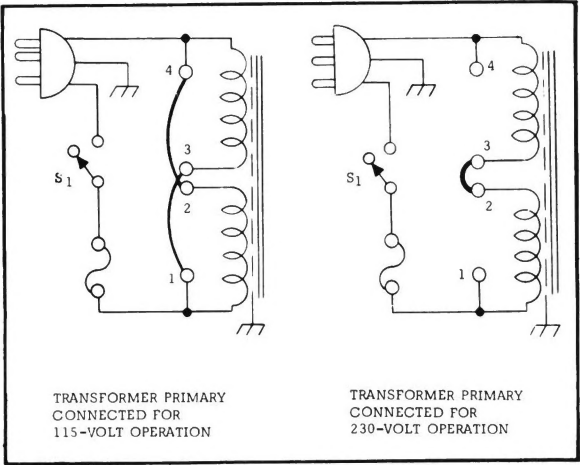 4
3
S1
2
1
TRANSFORMER PRIMARY
CONNECTED FOR
115-VOLT OPERATION
4
3
S1
2
1
TRANSFORMER PRIMARY
CONNECTED FOR
230-VOLT OPERATION